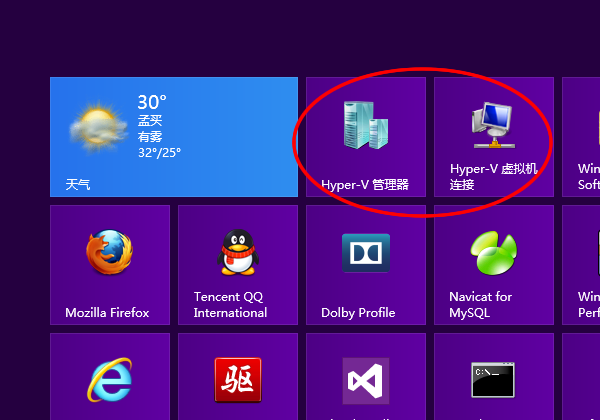 30°
孟买
有雾
32°/25°
天气
Hyper-V 管理器
Hyper-V 虚拟机
连接
Win
Soft
Mozilla Firefox
Tencent QQ
International
Dolby Profile
Navicat for
MySQL
Win
Perf
驱
C:\>_